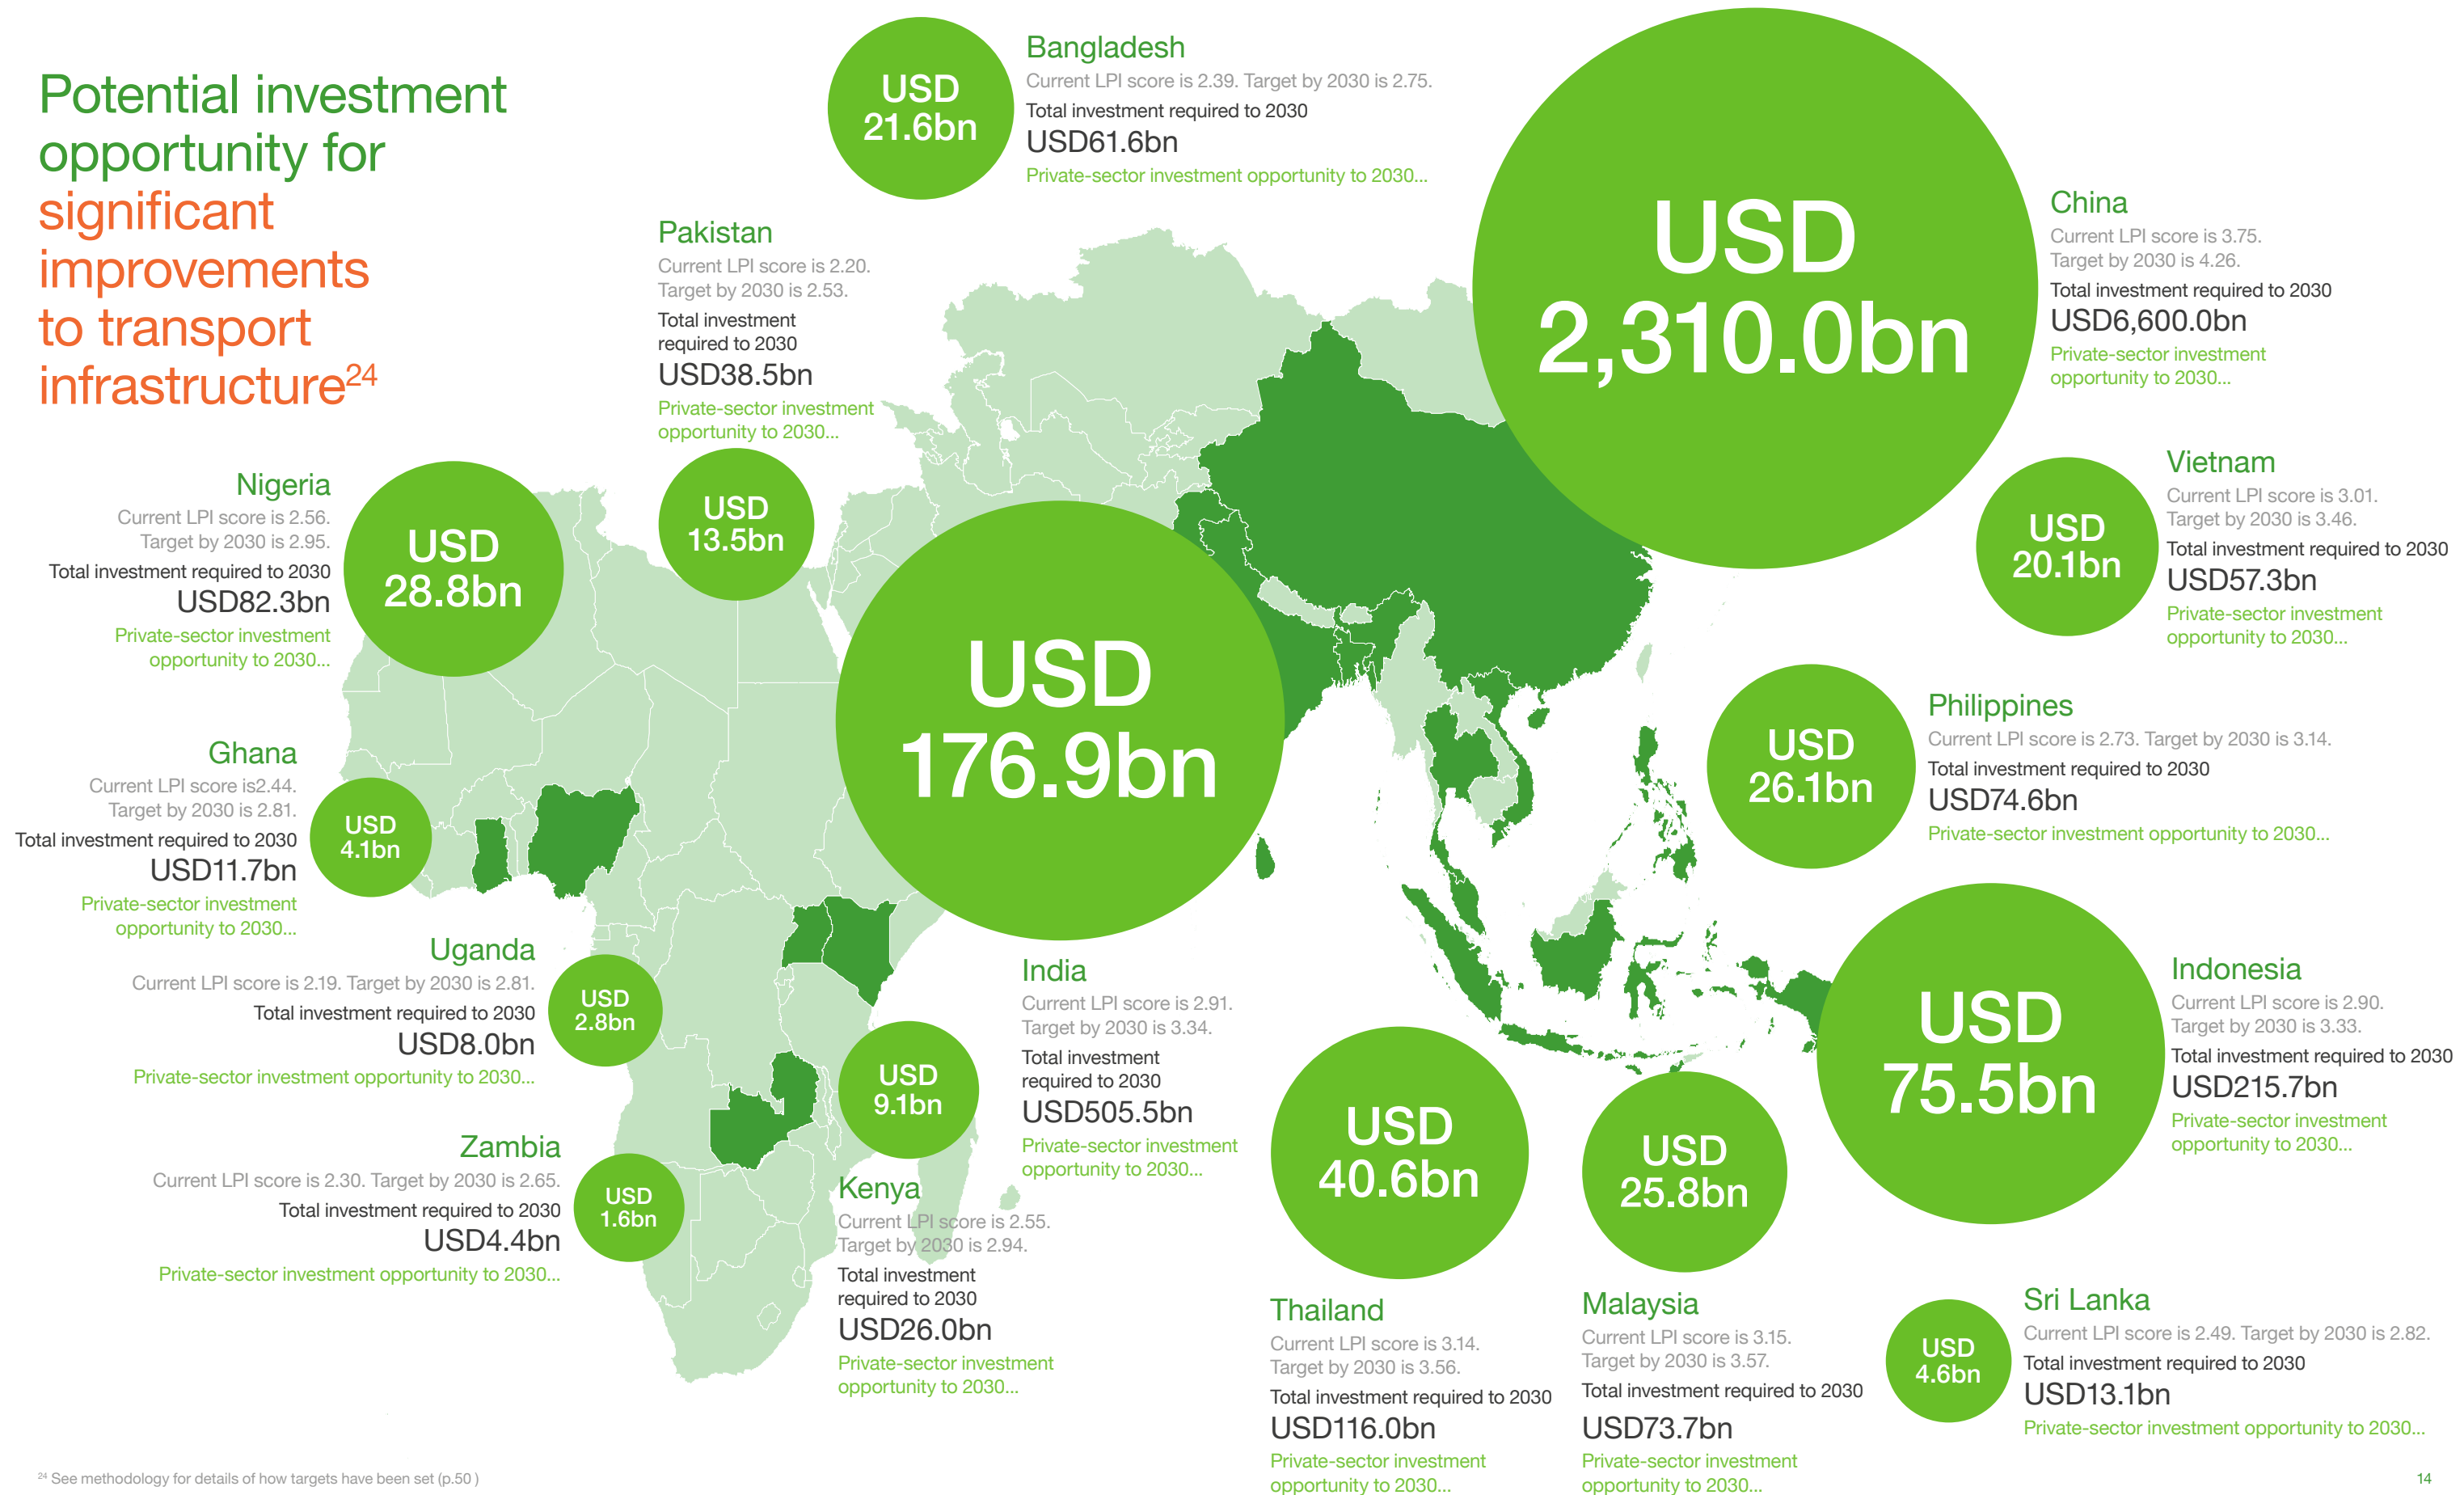 Potential investment
opportunity for
significant
improvements
to transport
infrastructure24
Bangladesh
Current LPI score is 2.39. Target by 2030 is 2.75.
Total investment required to 2030
USD61.6bn
Private-sector investment opportunity to 2030...
USD
21.6bn
China
Current LPI score is 3.75.
Target by 2030 is 4.26.
Total investment required to 2030
USD6,600.0bn
Private-sector investment
opportunity to 2030...
USD
2,310.0bn
Pakistan
Current LPI score is 2.20.
Target by 2030 is 2.53.
Total investment
required to 2030
USD38.5bn
Private-sector investment
opportunity to 2030...
USD
13.5bn
Nigeria
Current LPI score is 2.56.
Target by 2030 is 2.95.
Total investment required to 2030
USD82.3bn
Private-sector investment
opportunity to 2030...
USD
28.8bn
Vietnam
Current LPI score is 3.01.
Target by 2030 is 3.46.
Total investment required to 2030
USD57.3bn
Private-sector investment
opportunity to 2030...
USD
20.1bn
Philippines
Current LPI score is 2.73. Target by 2030 is 3.14.
Total investment required to 2030
USD74.6bn
Private-sector investment opportunity to 2030...
USD
26.1bn
Ghana
Current LPI score is2.44.
Target by 2030 is 2.81.
Total investment required to 2030
USD11.7bn
Private-sector investment
opportunity to 2030...
USD
4.1bn
Uganda
Current LPI score is 2.19. Target by 2030 is 2.81.
Total investment required to 2030
USD8.0bn
Private-sector investment opportunity to 2030...
USD
2.8bn
USD
176.9bn
India
Current LPI score is 2.91.
Target by 2030 is 3.34.
Total investment
required to 2030
USD505.5bn
Private-sector investment
opportunity to 2030...
USD
75.5bn
Indonesia
Current LPI score is 2.90.
Target by 2030 is 3.33.
Total investment required to 2030
USD215.7bn
Private-sector investment
opportunity to 2030...
Zambia
Current LPI score is 2.30. Target by 2030 is 2.65.
Total investment required to 2030
USD4.4bn
Private-sector investment opportunity to 2030...
USD
1.6bn
USD
9.1bn
Kenya
Current LPI score is 2.55.
Target by 2030 is 2.94.
Total investment
required to 2030
USD26.0bn
Private-sector investment
opportunity to 2030...
USD
40.6bn
Thailand
Current LPI score is 3.14.
Target by 2030 is 3.56.
Total investment required to 2030
USD116.0bn
Private-sector investment
opportunity to 2030...
USD
25.8bn
Malaysia
Current LPI score is 3.15.
Target by 2030 is 3.57.
Total investment required to 2030
USD73.7bn
Private-sector investment
opportunity to 2030...
USD
4.6bn
Sri Lanka
Current LPI score is 2.49. Target by 2030 is 2.82.
Total investment required to 2030
USD13.1bn
Private-sector investment opportunity to 2030...
24 See methodology for details of how targets have been set (p.50 )
14